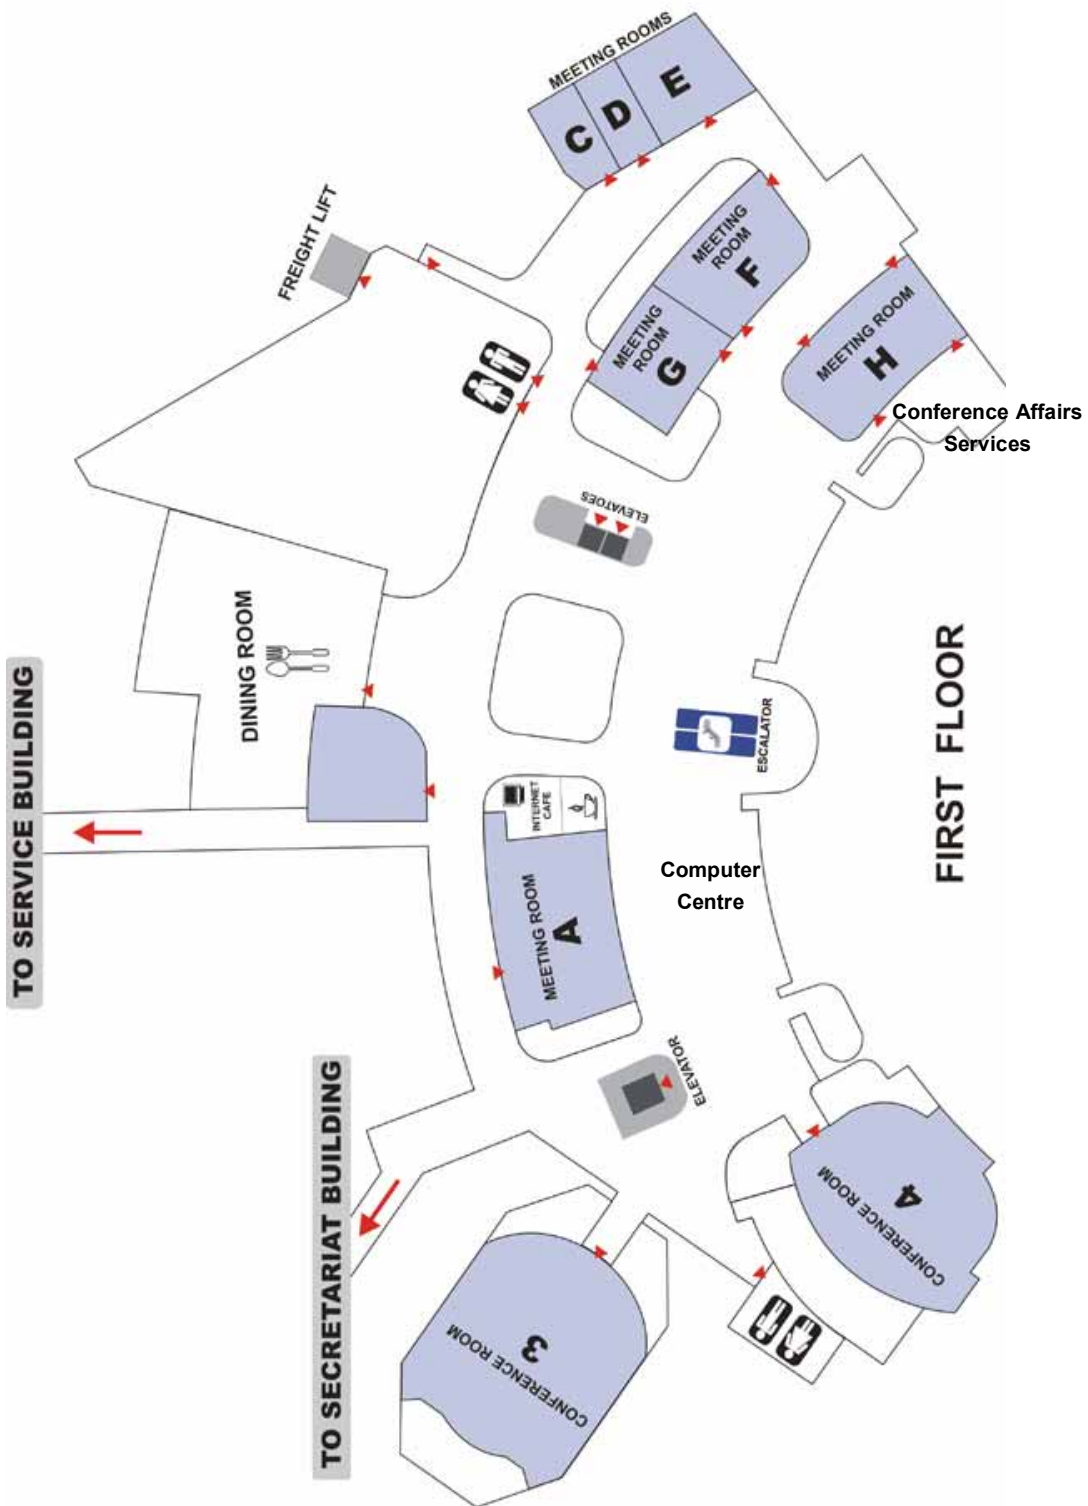 MEETING ROOMS
C
D
E
FREIGHT LIFT
MEETING
ROOM
F
MEETING
ROOM
G
MEETING ROOM
H
Conference Affairs
Services
ELEVATOES
DINING ROOM
TO SERVICE BUILDING
ESCALATOR
FIRST FLOOR
INTERNET
CAFE
Computer
Centre
MEETING ROOM
A
ELEVATOR
TO SECRETARIAT BUILDING
CONFERENCE ROOM
4
CONFERENCE ROOM
3